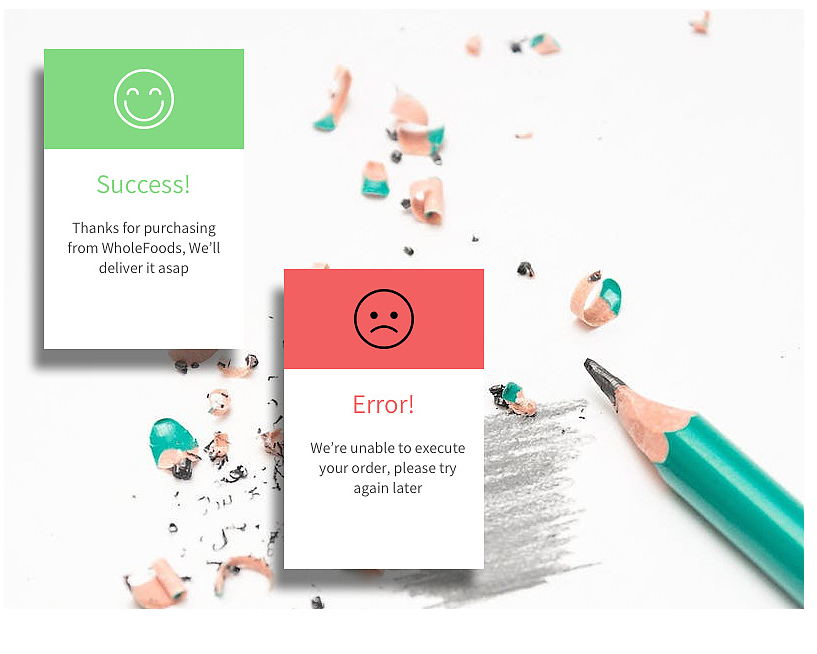 Success!
Thanks for purchasing
from WholeFoods, We’ll
deliver it asap
Error!
We’re unable to execute
your order, please try
again later